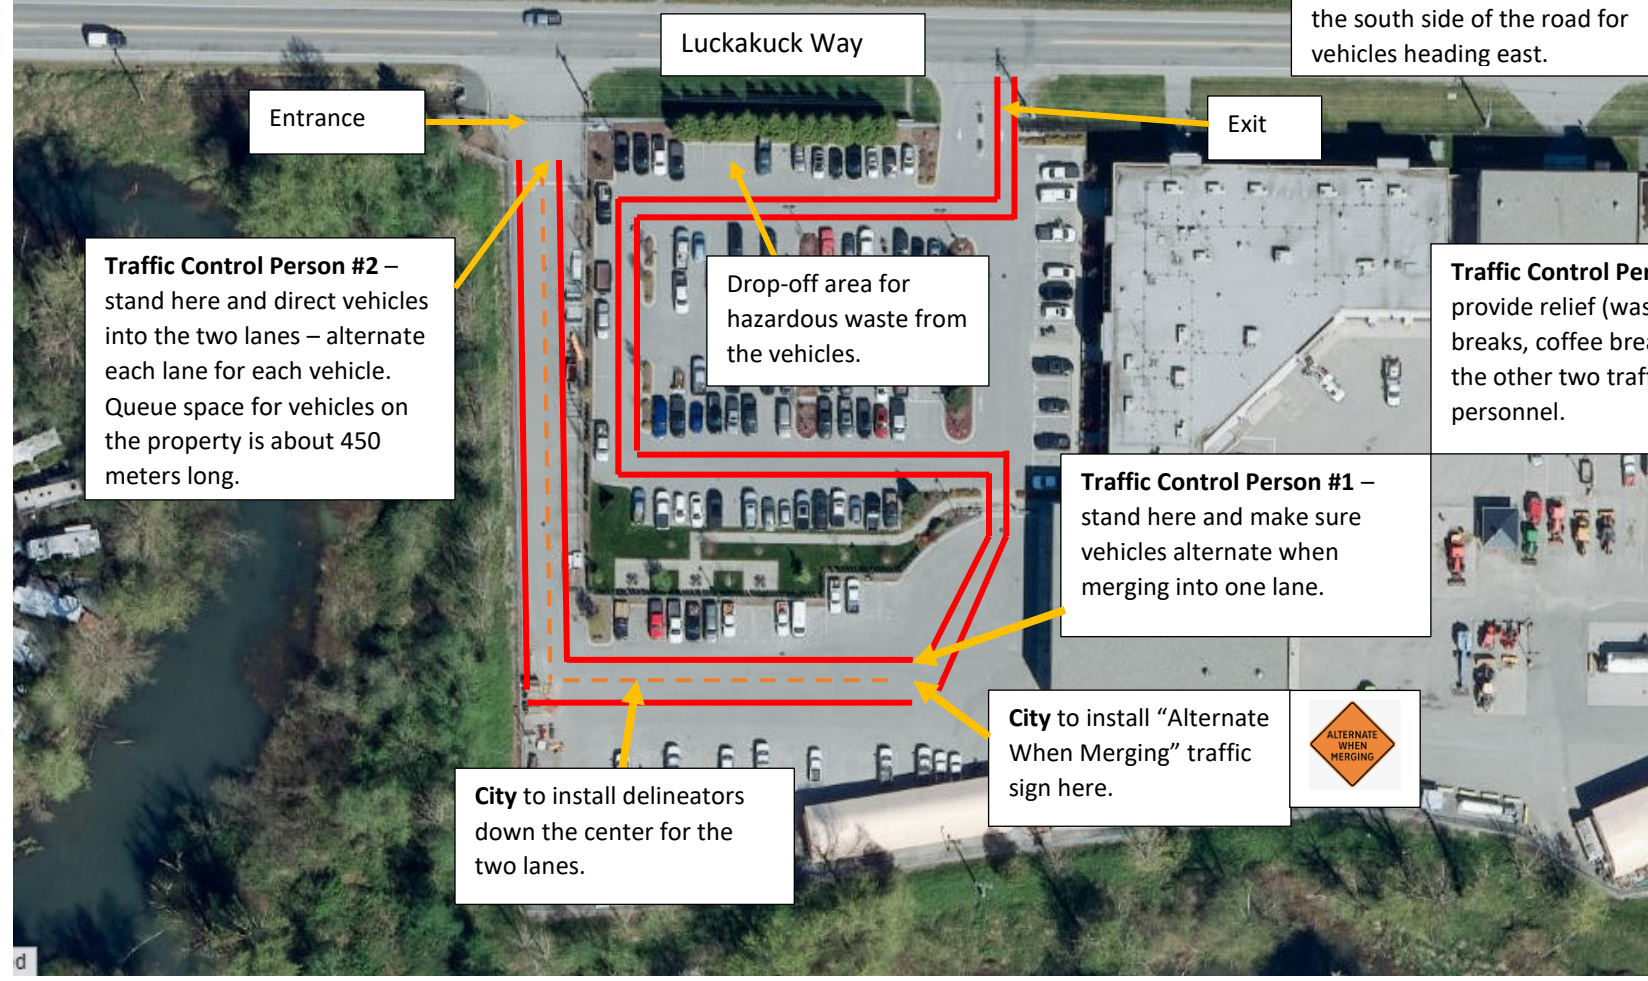 the south side of the road for
vehicles heading east.
Luckakuck Way
Entrance
Exit
Traffic Control Person #2 –
stand here and direct vehicles
into the two lanes – alternate
each lane for each vehicle.
Queue space for vehicles on
the property is about 450
meters long.
Drop-off area for
hazardous waste from
the vehicles.
Traffic Control Per
provide relief (was
breaks, coffee brea
the other two traff
personnel.
Traffic Control Person #1 –
stand here and make sure
vehicles alternate when
merging into one lane.
City to install “Alternate
When Merging” traffic
sign here.
ALTERNATE
WHEN
MERGING
City to install delineators
down the center for the
two lanes.
d